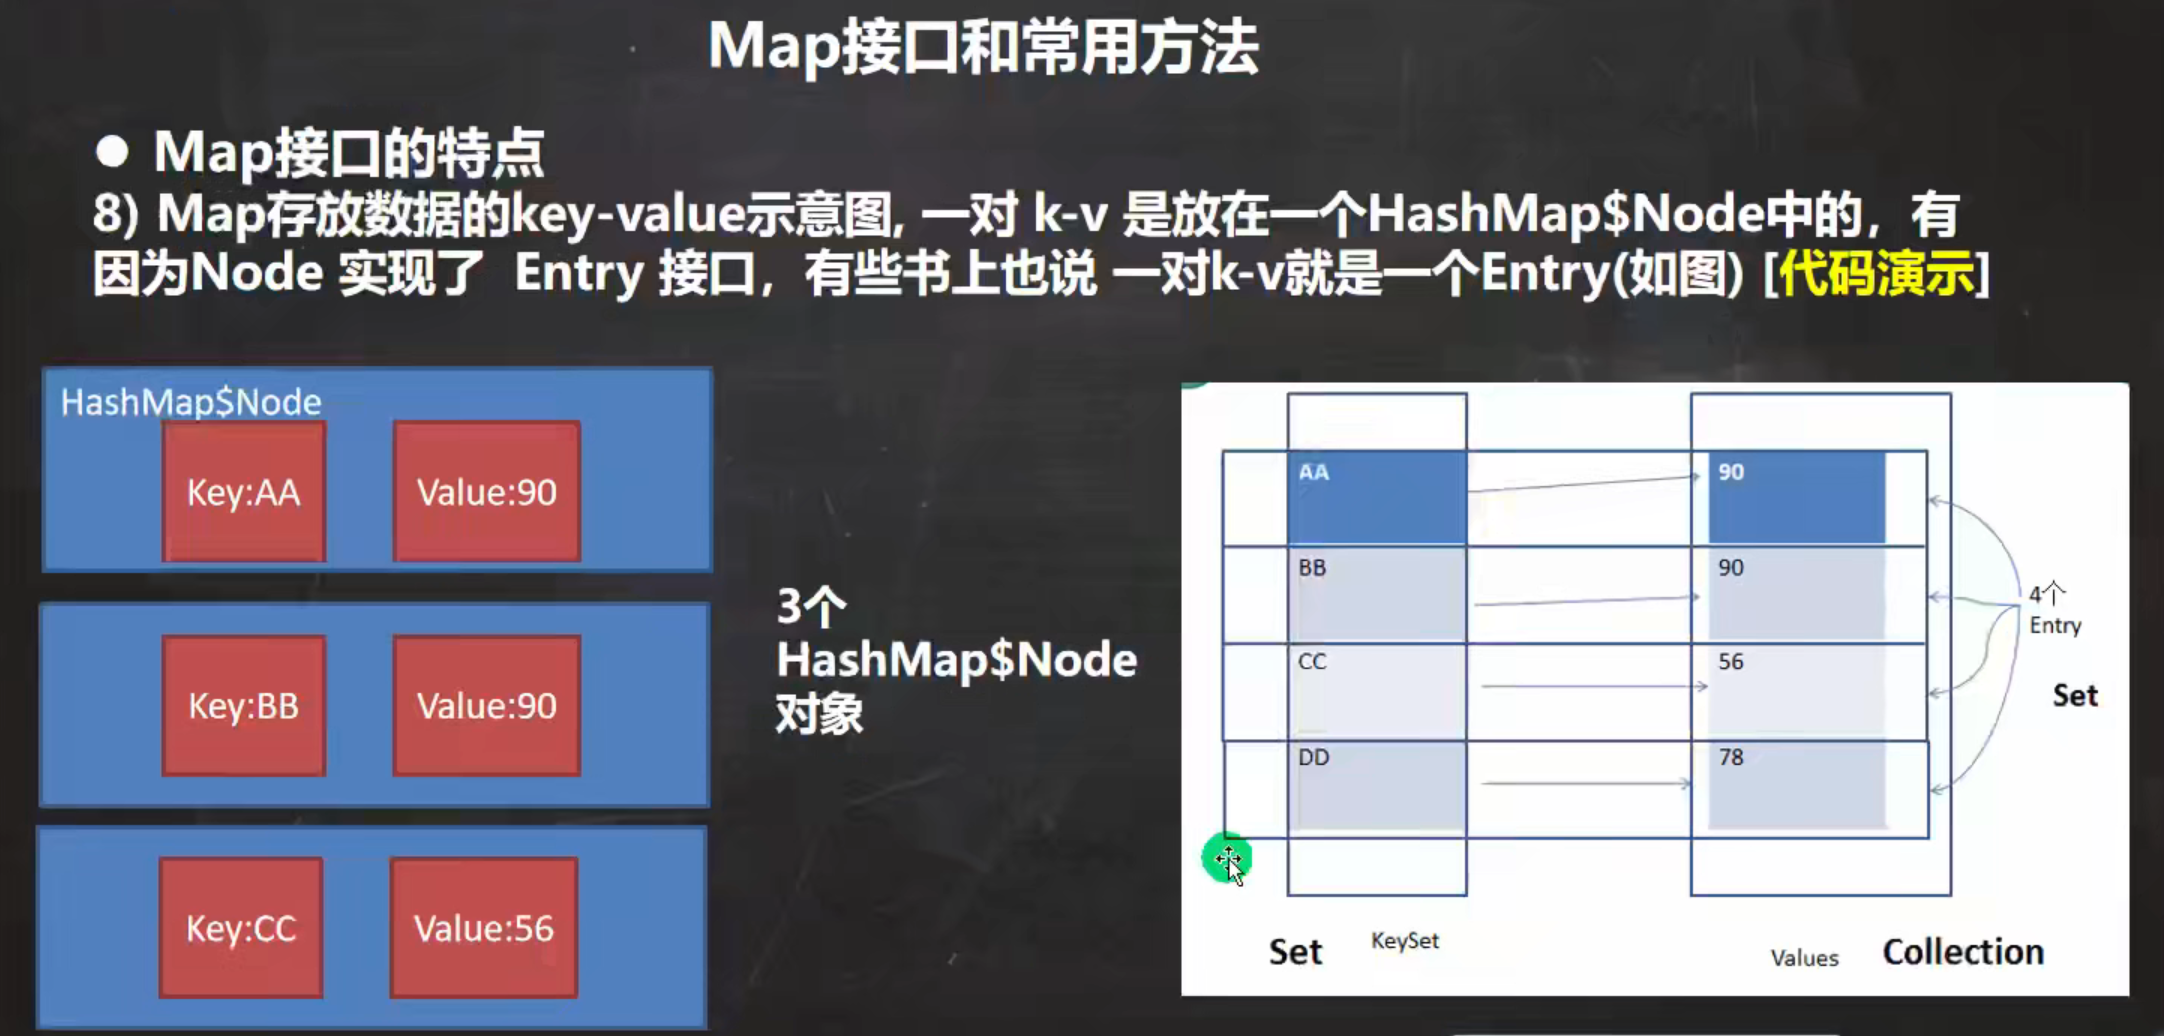 Map接口和常用方法
● Map接口的特点
8) Map存放数据的key-value示意图, 一对 k-v 是放在一个HashMap$Node中的，有
因为Node 实现了 Entry 接口，有些书上也说 一对k-v就是一个Entry(如图) [代码演示]
HashMap$Node
Key:AA Value:90
Key:BB Value:90
Key:CC Value:56
3个
HashMap$Node
对象
AA 90
BB 90
CC 56
DD 78
4个
Entry
Set
Set KeySet
Values Collection